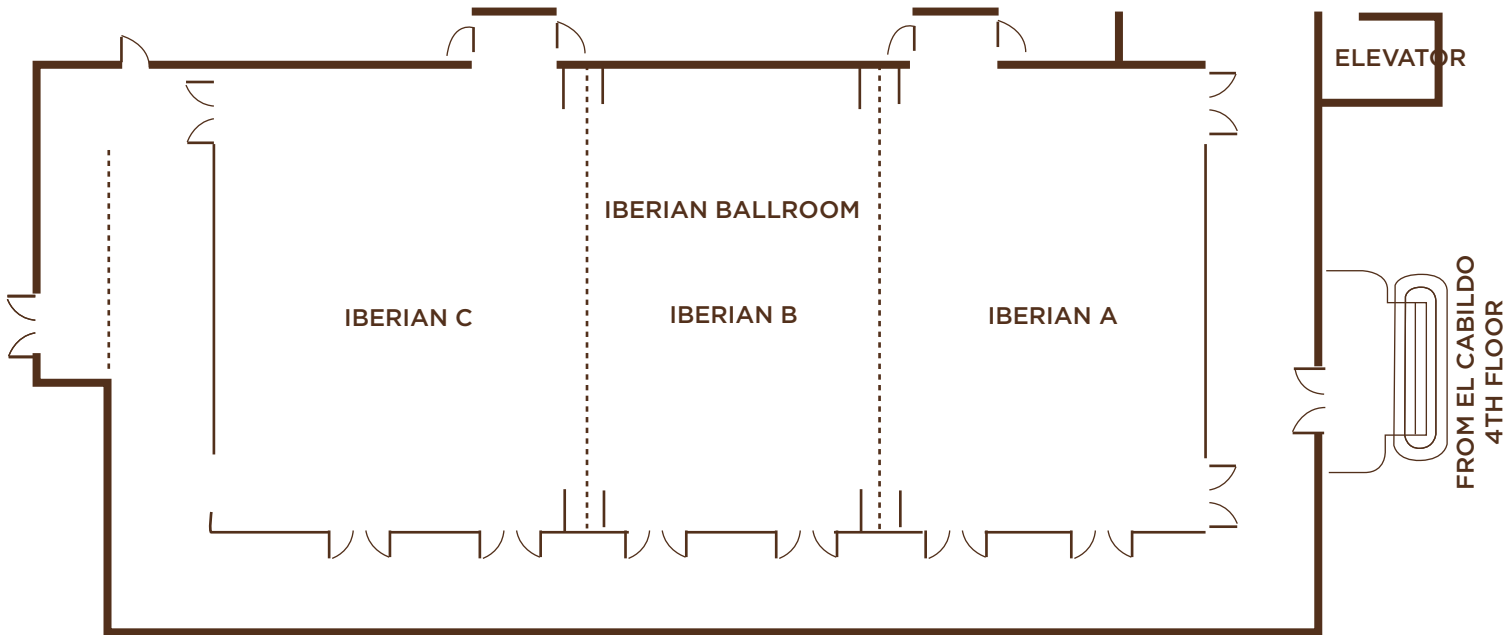 ELEVATOR
IBERIAN BALLROOM
IBERIAN C
IBERIAN B
IBERIAN A
FROM EL CABILDO
4TH FLOOR